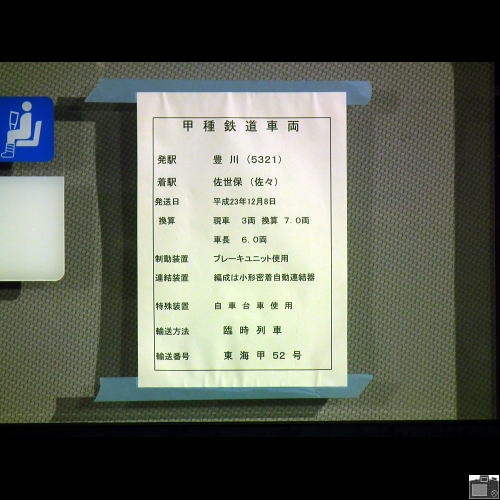 甲種鉄道車両
発駅 豊川 (5321)
着駅 佐世保 (佐々)
発送日 平成23年12月8日
換算 現車 3両 換算 7.0両
車長 6.0両
制動装置 ブレーキユニット使用
連結装置 編成は小形密着自動連結器
特殊装置 自車台車使用
輸送方法 臨時列車
輸送番号 東海甲52号